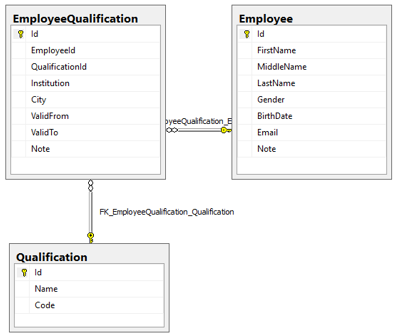 EmployeeQualification
Id
EmployeeId
QualificationId
Institution
City
ValidFrom
ValidTo
Note
Employee
Id
FirstName
MiddleName
LastName
Gender
BirthDate
Email
Note
oyeeQualification_E
FK_EmployeeQualification_Qualification
Qualification
Id
Name
Code